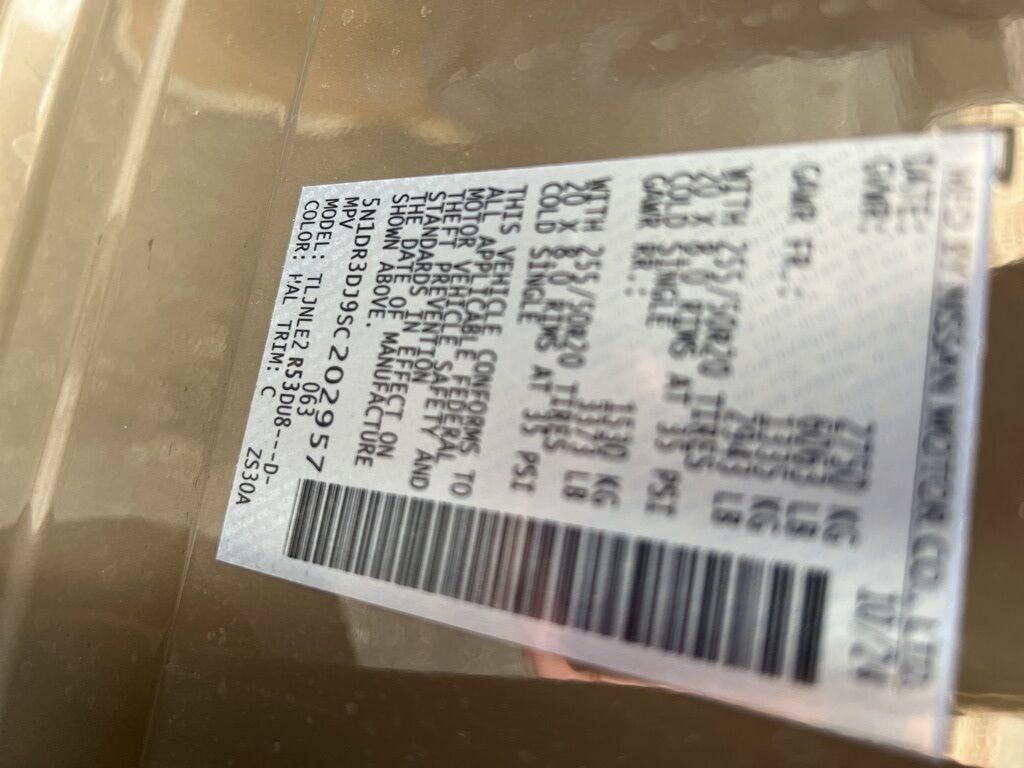 MFD BY NISSAN MOTOR CO., LTD
DATE: 10/24
GVWR: 2750 KG
6063 LB
GAWR FR.: 1335 KG
2943 LB
WITH 255/50R20 TIRES
20 X 8.0 RIMS AT 35 PSI
COLD SINGLE
GAWR RR.: 1530 KG
3373 LB
WITH 255/50R20 TIRES
20 X 8.0 RIMS AT 35 PSI
COLD SINGLE
THIS VEHICLE CONFORMS TO
ALL APPLICABLE FEDERAL
MOTOR VEHICLE SAFETY AND
THEFT PREVENTION
STANDARDS IN EFFECT ON
THE DATE OF MANUFACTURE
SHOWN ABOVE.
5N1DR3DJ9SC202957
MPV 063
MODEL: TLJNLE2 R53DU8---D-
COLOR: TRIM: C ZS30A